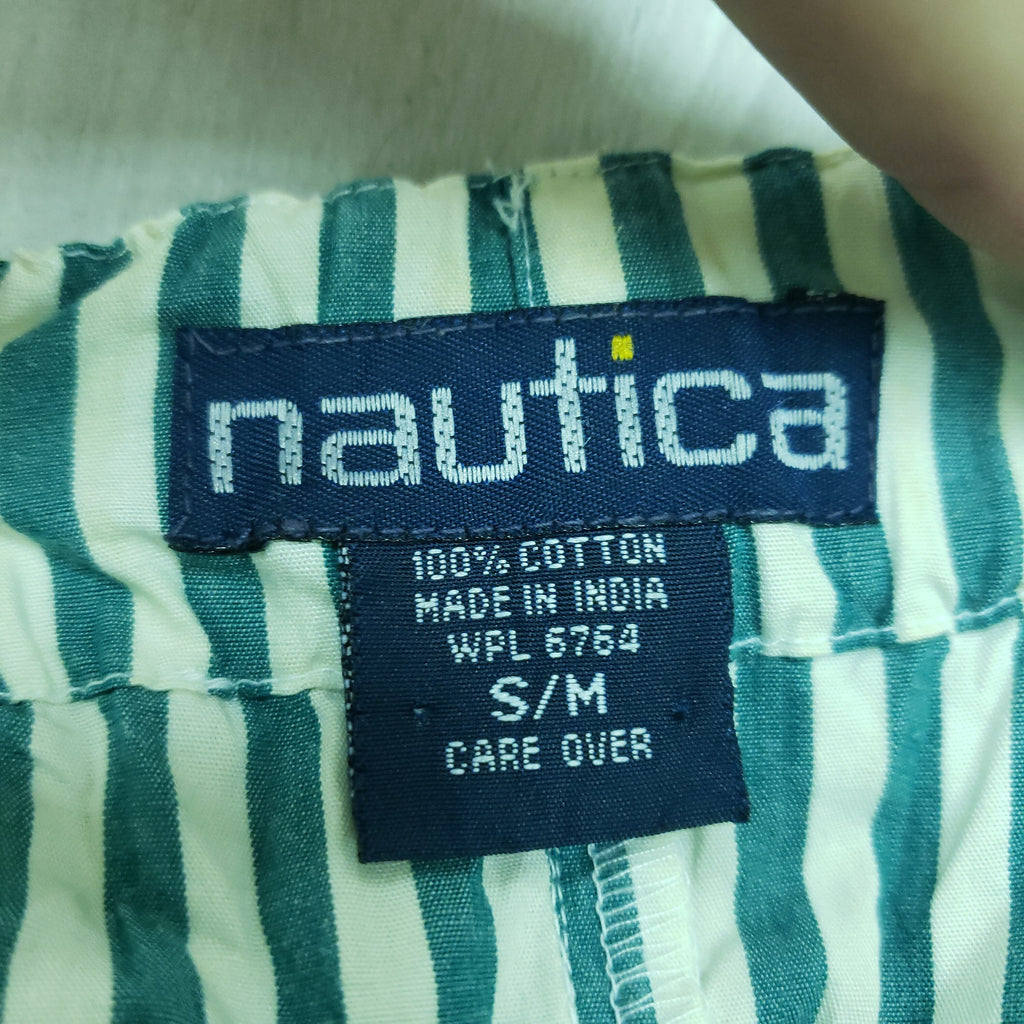 nautica
100% COTTON
MADE IN INDIA
WPL 6764
S/M
CARE OVER